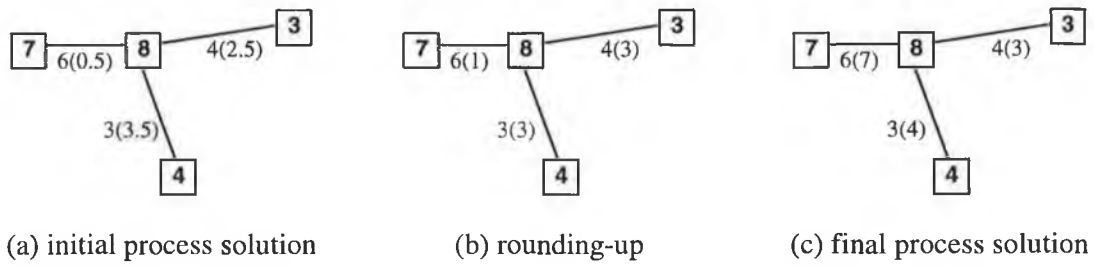 7 8 3
6(0.5) 4(2.5)
3(3.5)
4
7 8 3
6(1) 4(3)
3(3)
4
7 8 3
6(7) 4(3)
3(4)
4
(a) initial process solution
(b) rounding-up
(c) final process solution